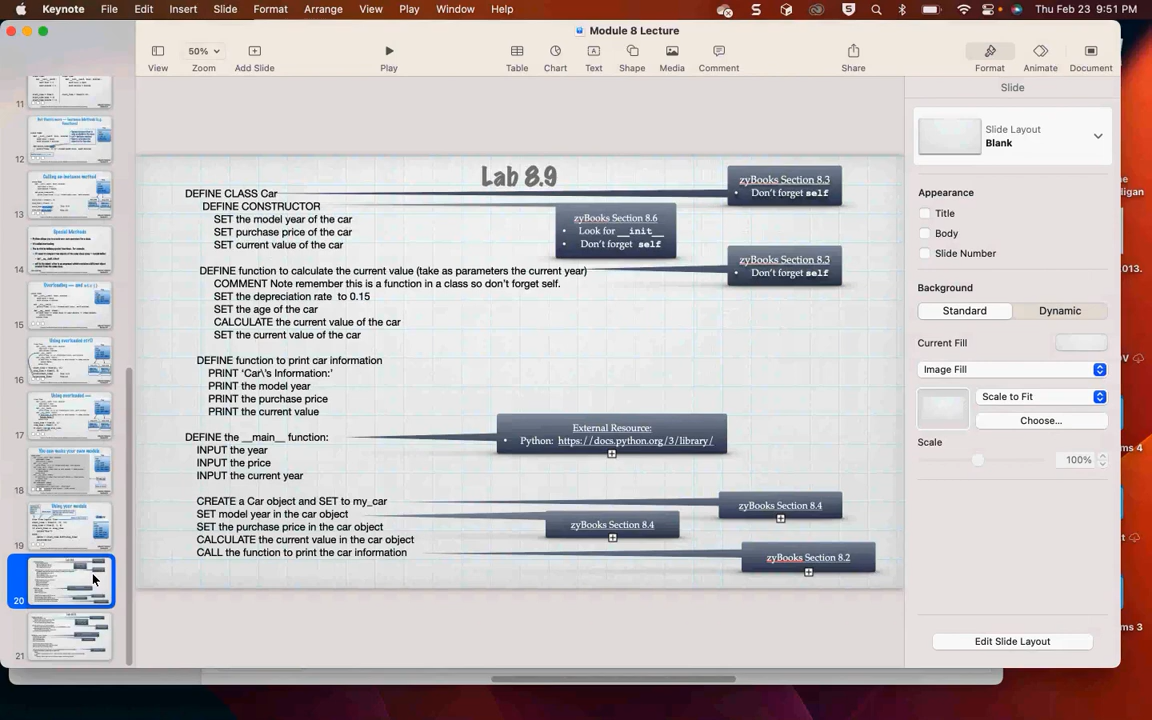 Keynote File Edit Insert Slide Format Arrange View Play Window Help Thu Feb 23 9:51 PM
Module 8 Lecture
50%
View Zoom Add Slide Play Table Chart Text Shape Media Comment Share Format Animate Document
11
12
Calling an instance method
13
Special Methods
14
15
16
17
18
19
20
21
Lab 8.9
DEFINE CLASS Car
DEFINE CONSTRUCTOR
SET the model year of the car
SET purchase price of the car
SET current value of the car
DEFINE function to calculate the current value (take as parameters the current year)
COMMENT Note remember this is a function in a class so don't forget self.
SET the depreciation rate to 0.15
SET the age of the car
CALCULATE the current value of the car
SET the current value of the car
DEFINE function to print car information
PRINT 'Car\'s Information:'
PRINT the model year
PRINT the purchase price
PRINT the current value
DEFINE the __main__ function:
INPUT the year
INPUT the price
INPUT the current year
CREATE a Car object and SET to my_car
SET model year in the car object
SET the purchase price in the car object
CALCULATE the current value in the car object
CALL the function to print the car information
zyBooks Section 8.3
• Don't forget self
zyBooks Section 8.6
• Look for __init__
• Don't forget self
zyBooks Section 8.3
• Don't forget self
External Resource:
• Python: https://docs.python.org/3/library/
zyBooks Section 8.4
zyBooks Section 8.4
zyBooks Section 8.2
Slide
Slide Layout
Blank
Appearance
Title
Body
Slide Number
Background
Standard Dynamic
Current Fill
Image Fill
Scale to Fit
Choose...
Scale
100%
Edit Slide Layout
013.
ms 4
ms 3